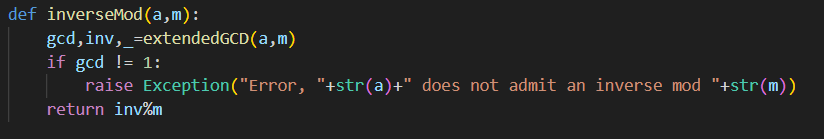 def inverseMod(a,m):
    gcd,inv,_=extendedGCD(a,m)
    if gcd != 1:
        raise Exception("Error, "+str(a)+" does not admit an inverse mod "+str(m))
    return inv%m